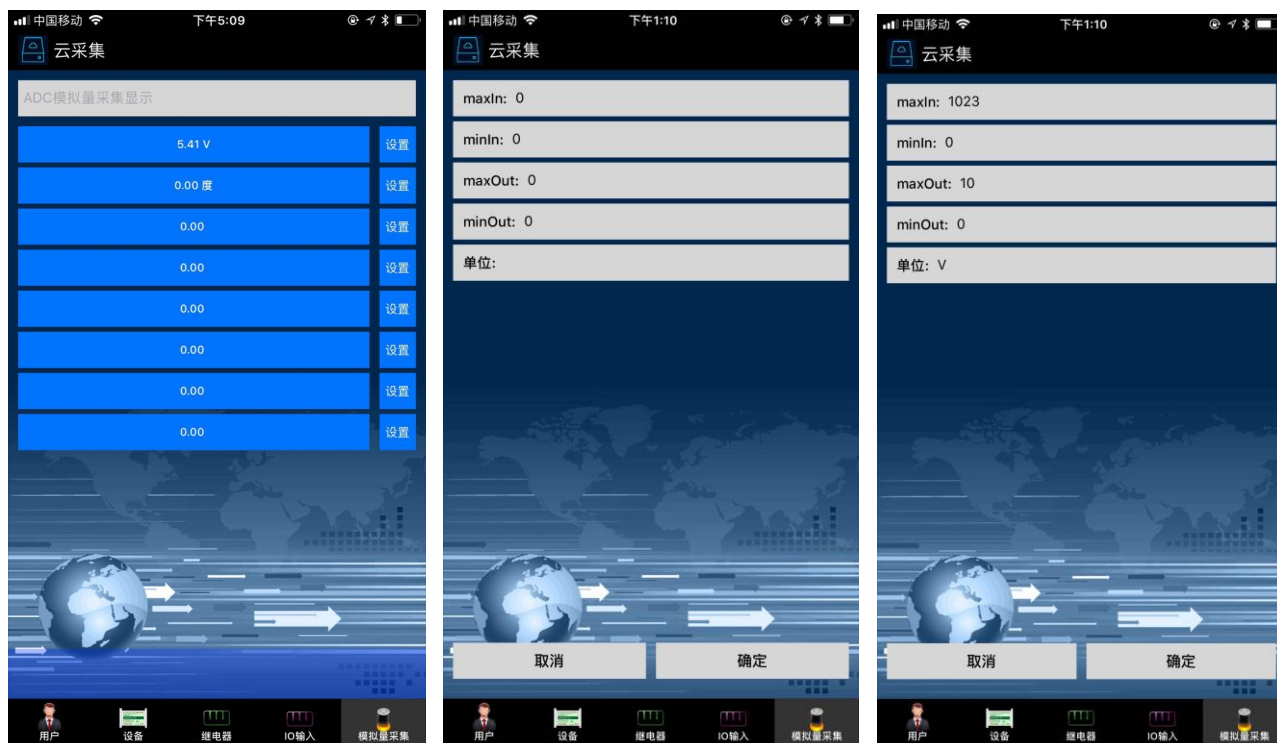 中国移动 下午5:09
云采集
ADC模拟量采集显示
5.41 V 设置
0.00 度 设置
0.00 设置
0.00 设置
0.00 设置
0.00 设置
0.00 设置
0.00 设置
用户 设备 继电器 IO输入 模拟量采集
中国移动 下午1:10
云采集
maxIn: 0
minIn: 0
maxOut: 0
minOut: 0
单位:
取消 确定
用户 设备 继电器 IO输入 模拟量采集
中国移动 下午1:10
云采集
maxIn: 1023
minIn: 0
maxOut: 10
minOut: 0
单位: V
取消 确定
用户 设备 继电器 IO输入 模拟量采集